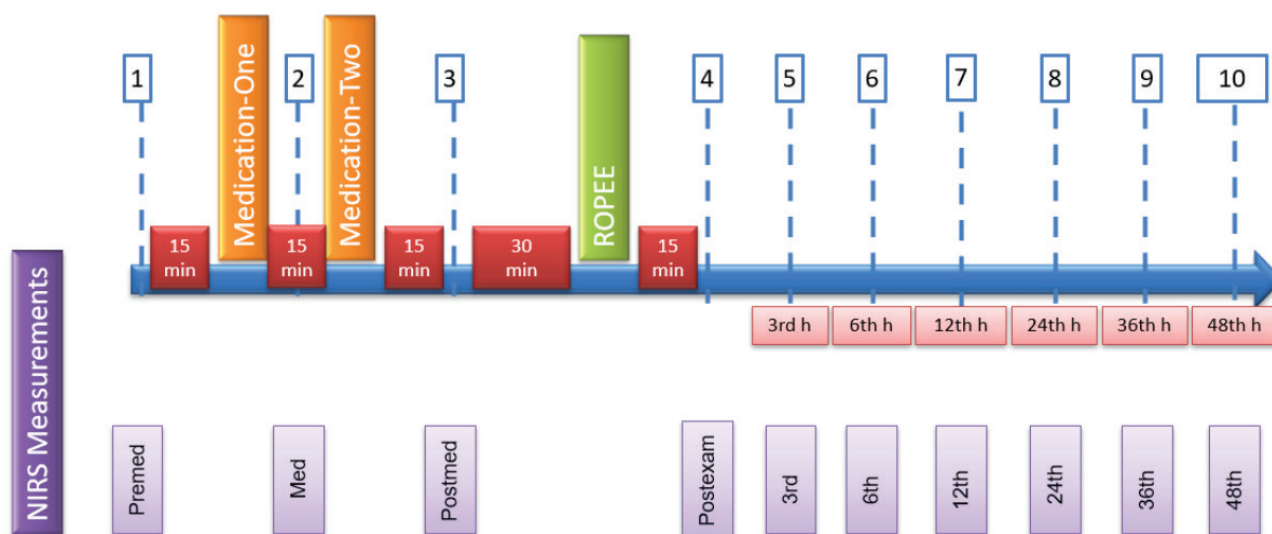 1
2
3
4
5
6
7
8
9
10
Medication-One
Medication-Two
ROPEE
15
min
15
min
15
min
30
min
15
min
3rd h
6th h
12th h
24th h
36th h
48th h
NIRS Measurements
Premed
Med
Postmed
Postexam
3rd
6th
12th
24th
36th
48th